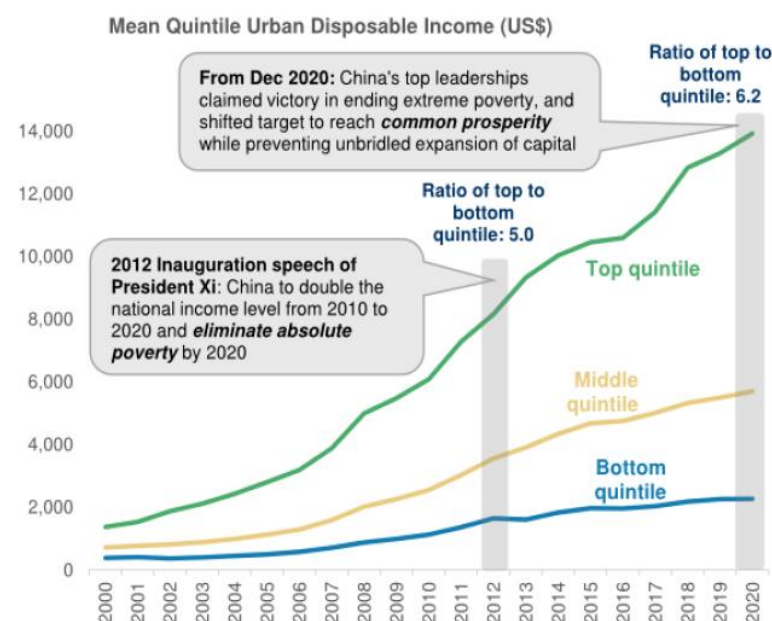 Mean Quintile Urban Disposable Income (US$)
Ratio of top to
bottom
quintile: 6.2
From Dec 2020: China's top leaderships
claimed victory in ending extreme poverty, and
shifted target to reach common prosperity
while preventing unbridled expansion of capital
14,000
12,000
10,000
8,000
6,000
4,000
2,000
0
Ratio of top to
bottom
quintile: 5.0
2012 Inauguration speech of
President Xi: China to double the
national income level from 2010 to
2020 and eliminate absolute
poverty by 2020
Top quintile
Middle
quintile
Bottom
quintile
2000
2001
2002
2003
2004
2005
2006
2007
2008
2009
2010
2011
2012
2013
2014
2015
2016
2017
2018
2019
2020